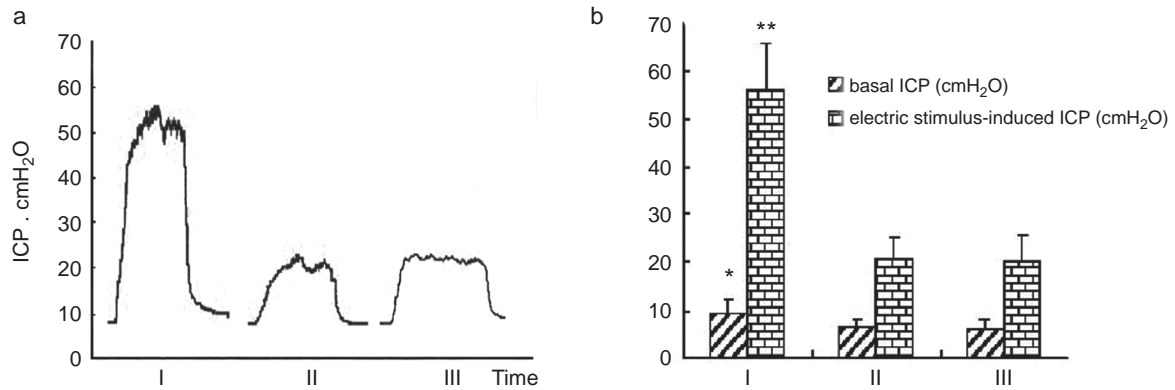 a
70
60
50
40
30
20
10
0
ICP . cmH₂O
I II III Time
b
70
60
50
40
30
20
10
0
* **
basal ICP (cmH₂O)
electric stimulus-induced ICP (cmH₂O)
I II III